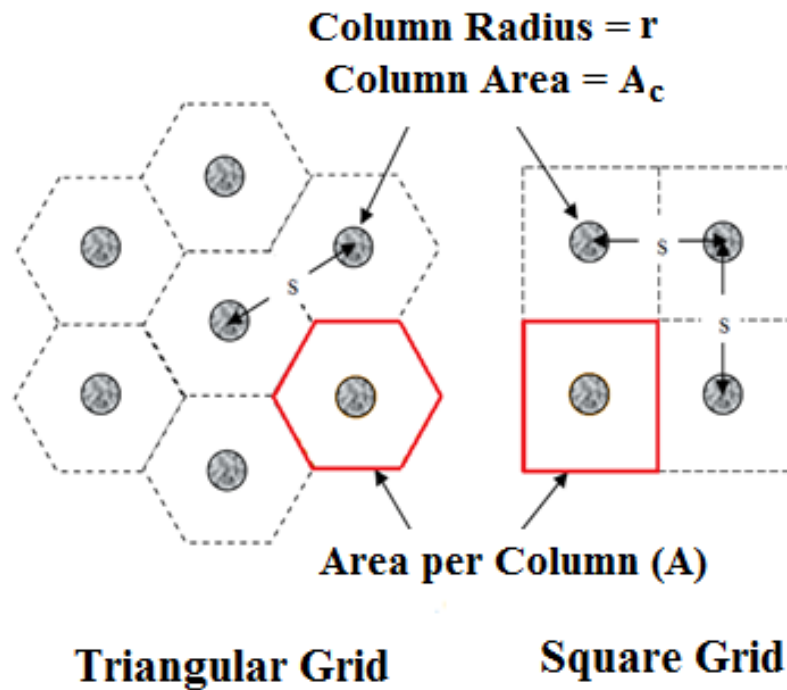 Column Radius = r
Column Area = Ac
s
s
s
Area per Column (A)
Triangular Grid
Square Grid